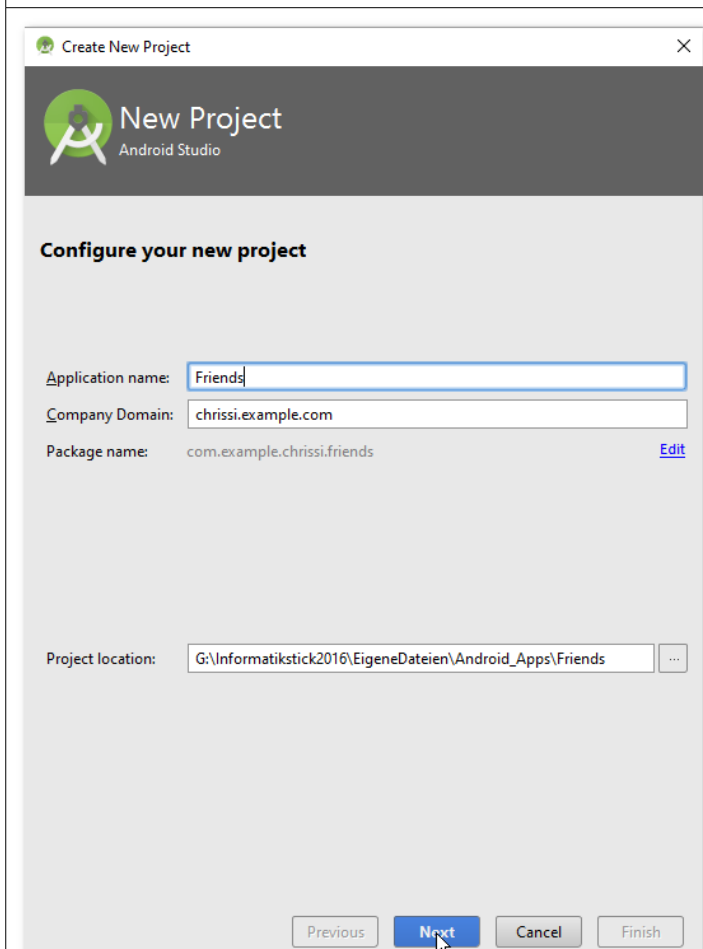 Create New Project
New Project
Android Studio
Configure your new project
Application name: Friends
Company Domain: chrissi.example.com
Package name: com.example.chrissi.friends Edit
Project location: G:\Informatikstick2016\EigeneDateien\Android_Apps\Friends ...
Previous Next Cancel Finish